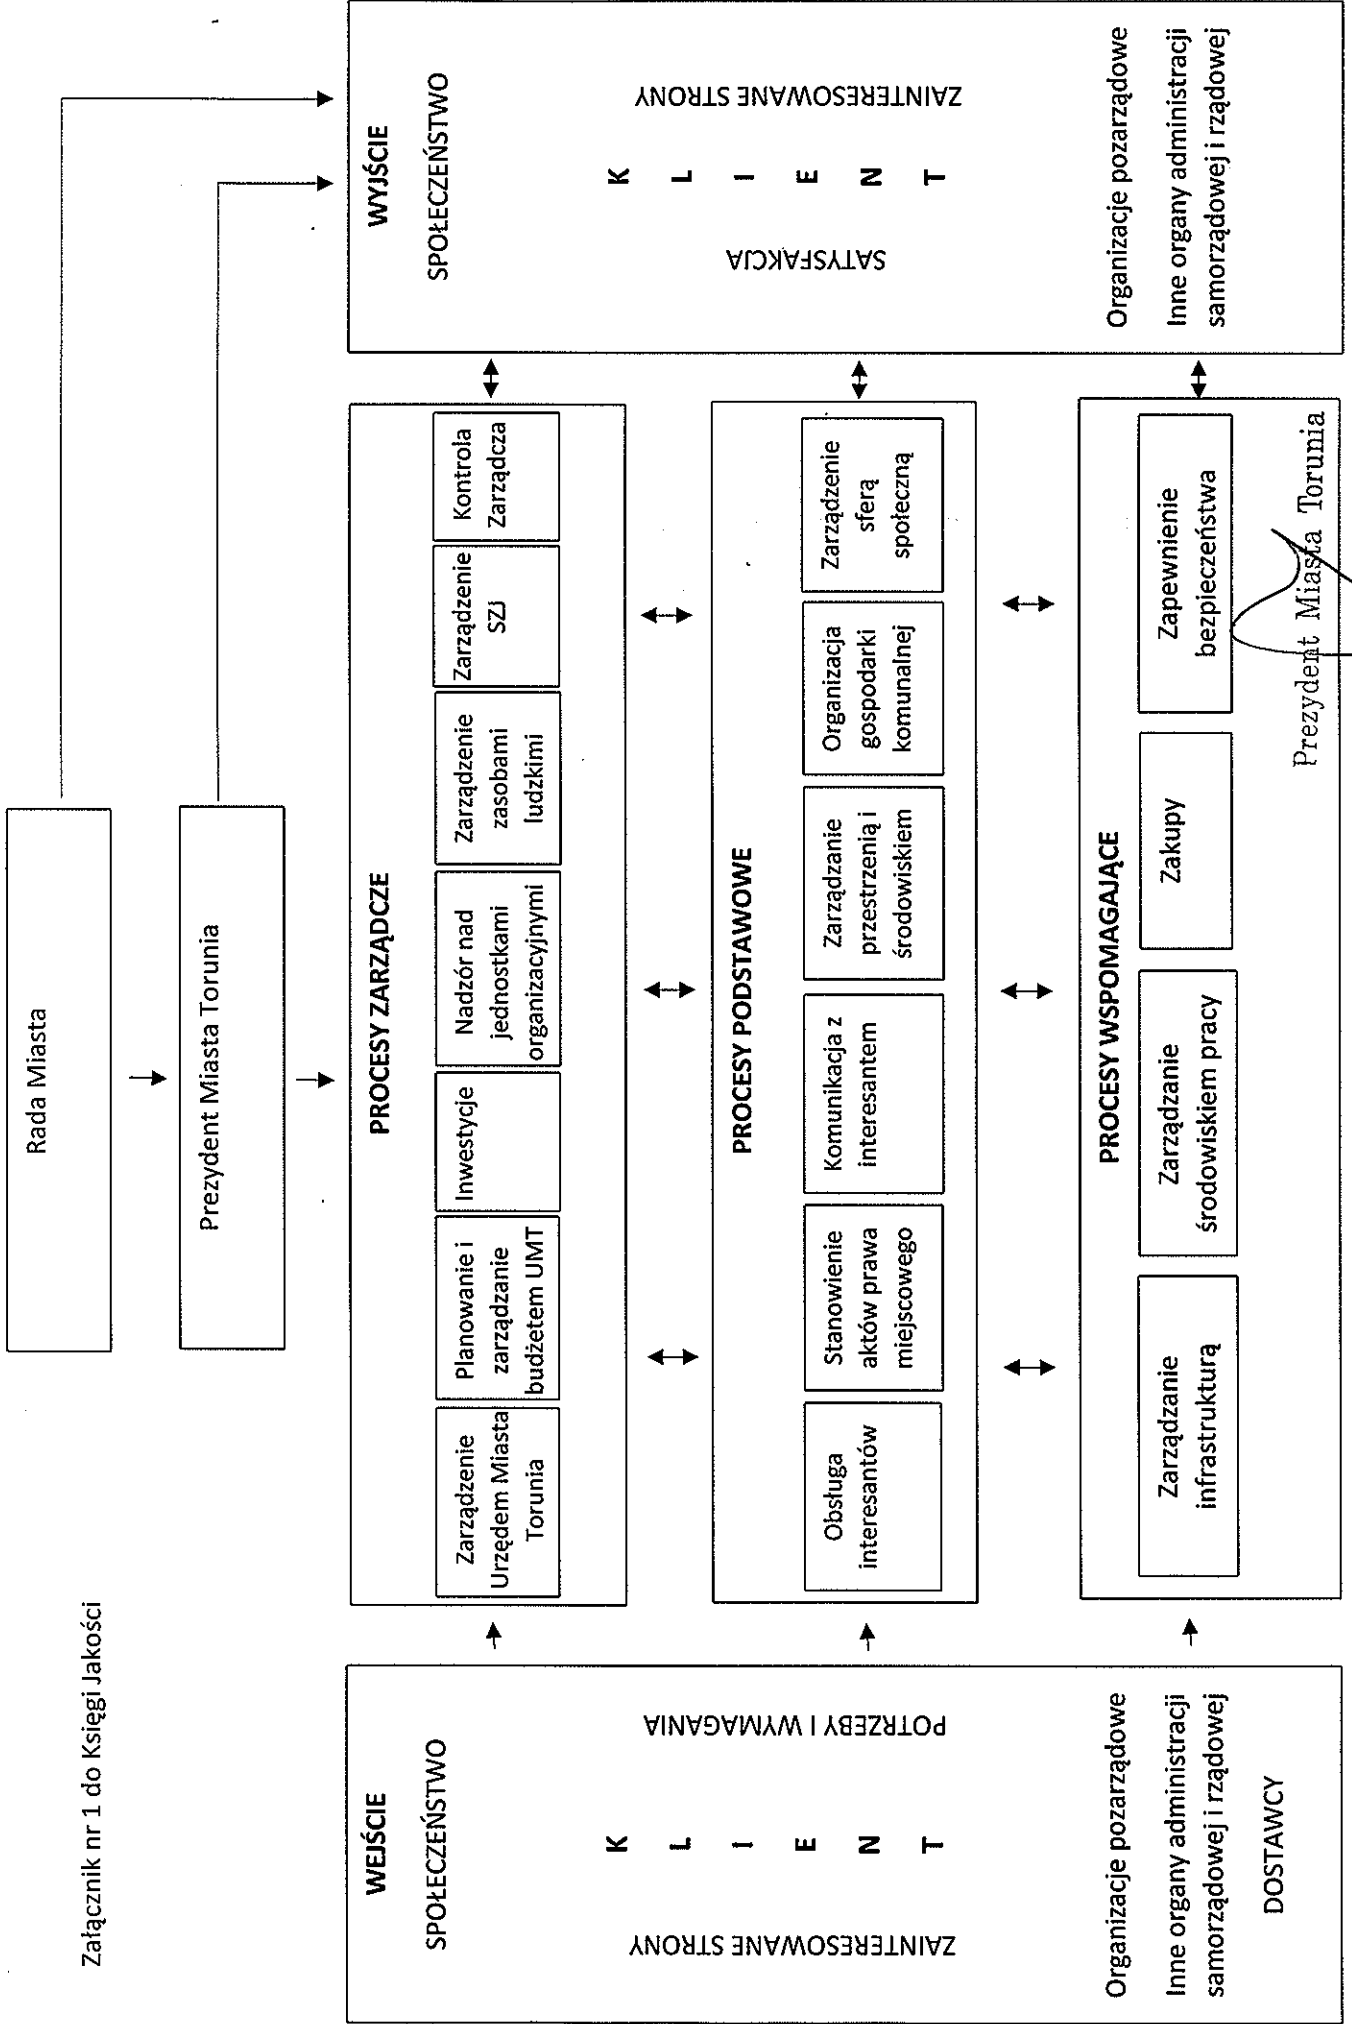 Załącznik nr 1 do Księgi Jakości
Rada Miasta
Prezydent Miasta Torunia
WEJŚCIE
SPOŁECZEŃSTWO
ZAINTERESOWANE STRONY
K
L
I
E
N
T
POTRZEBY I WYMAGANIA
Organizacje pozarządowe
Inne organy administracji
samorządowej i rządowej
DOSTAWCY
PROCESY ZARZĄDCZE
Zarządzenie
Urzędem Miasta
Torunia
Planowanie i
zarządzanie
budżetem UMT
Inwestycje
Nadzór nad
jednostkami
organizacyjnymi
Zarządzenie
zasobami
ludzkimi
Zarządzenie
SZJ
Kontrola
Zarządcza
PROCESY PODSTAWOWE
Obsługa
interesantów
Stanowienie
aktów prawa
miejscowego
Komunikacja z
interesantem
Zarządzanie
przestrzenią i
środowiskiem
Organizacja
gospodarki
komunalnej
Zarządzenie
sferą
społeczną
PROCESY WSPOMAGAJĄCE
Zarządzanie
infrastrukturą
Zarządzanie
środowiskiem pracy
Zakupy
Zapewnienie
bezpieczeństwa
WYJŚCIE
SPOŁECZEŃSTWO
SATYSFAKCJA
K
L
I
E
N
T
ZAINTERESOWANE STRONY
Organizacje pozarządowe
Inne organy administracji
samorządowej i rządowej
Prezydent Miasta Torunia